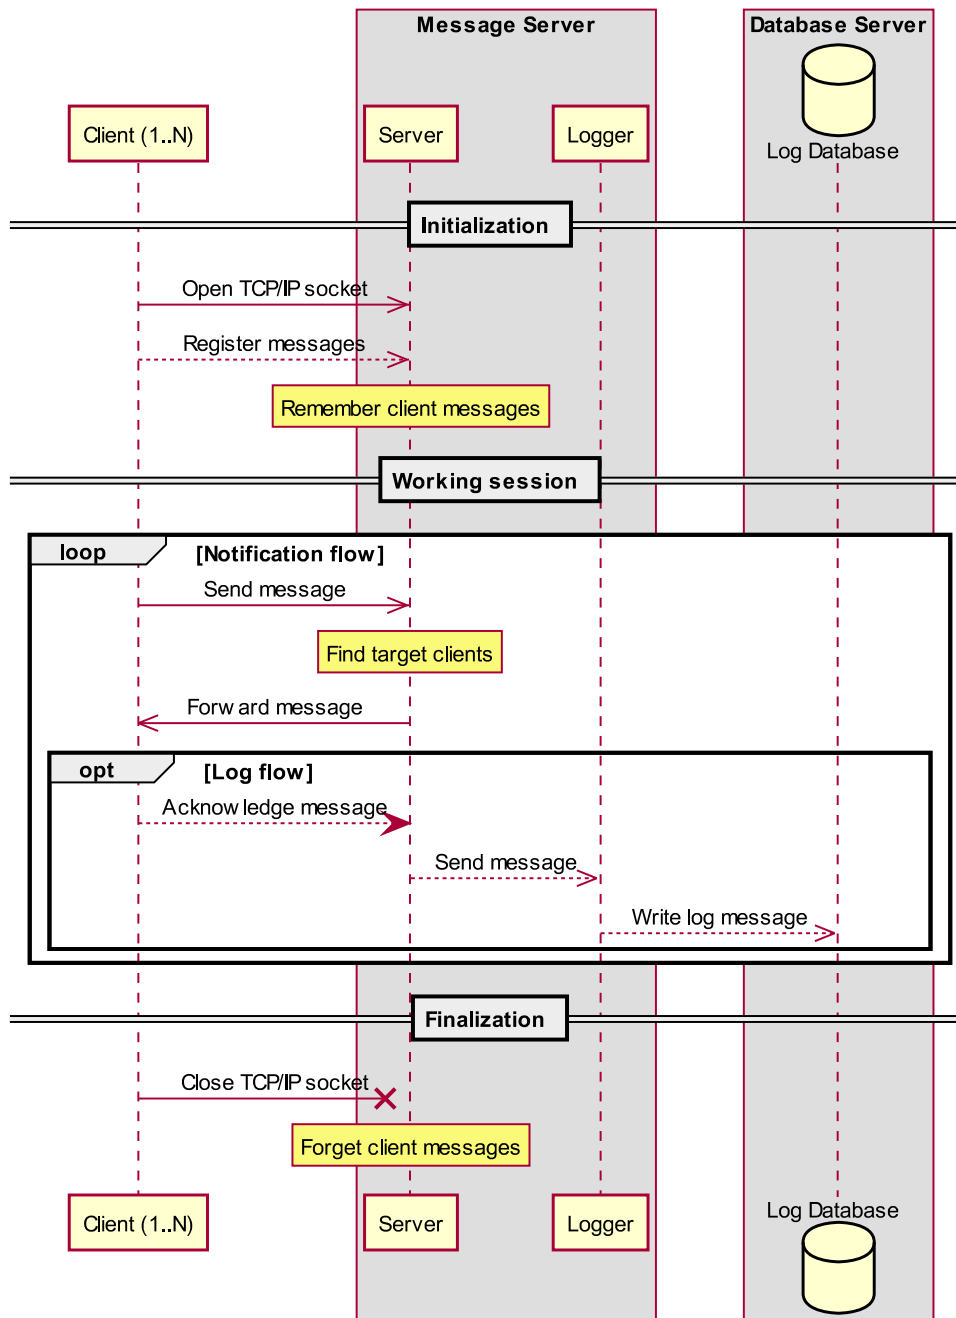 Message Server
Database Server
Client (1..N)
Server
Logger
Log Database
Initialization
Open TCP/IP socket
Register messages
Remember client messages
Working session
loop
[Notification flow]
Send message
Find target clients
Forward message
opt
[Log flow]
Acknowledge message
Send message
Write log message
Finalization
Close TCP/IP socket
Forget client messages
Client (1..N)
Server
Logger
Log Database